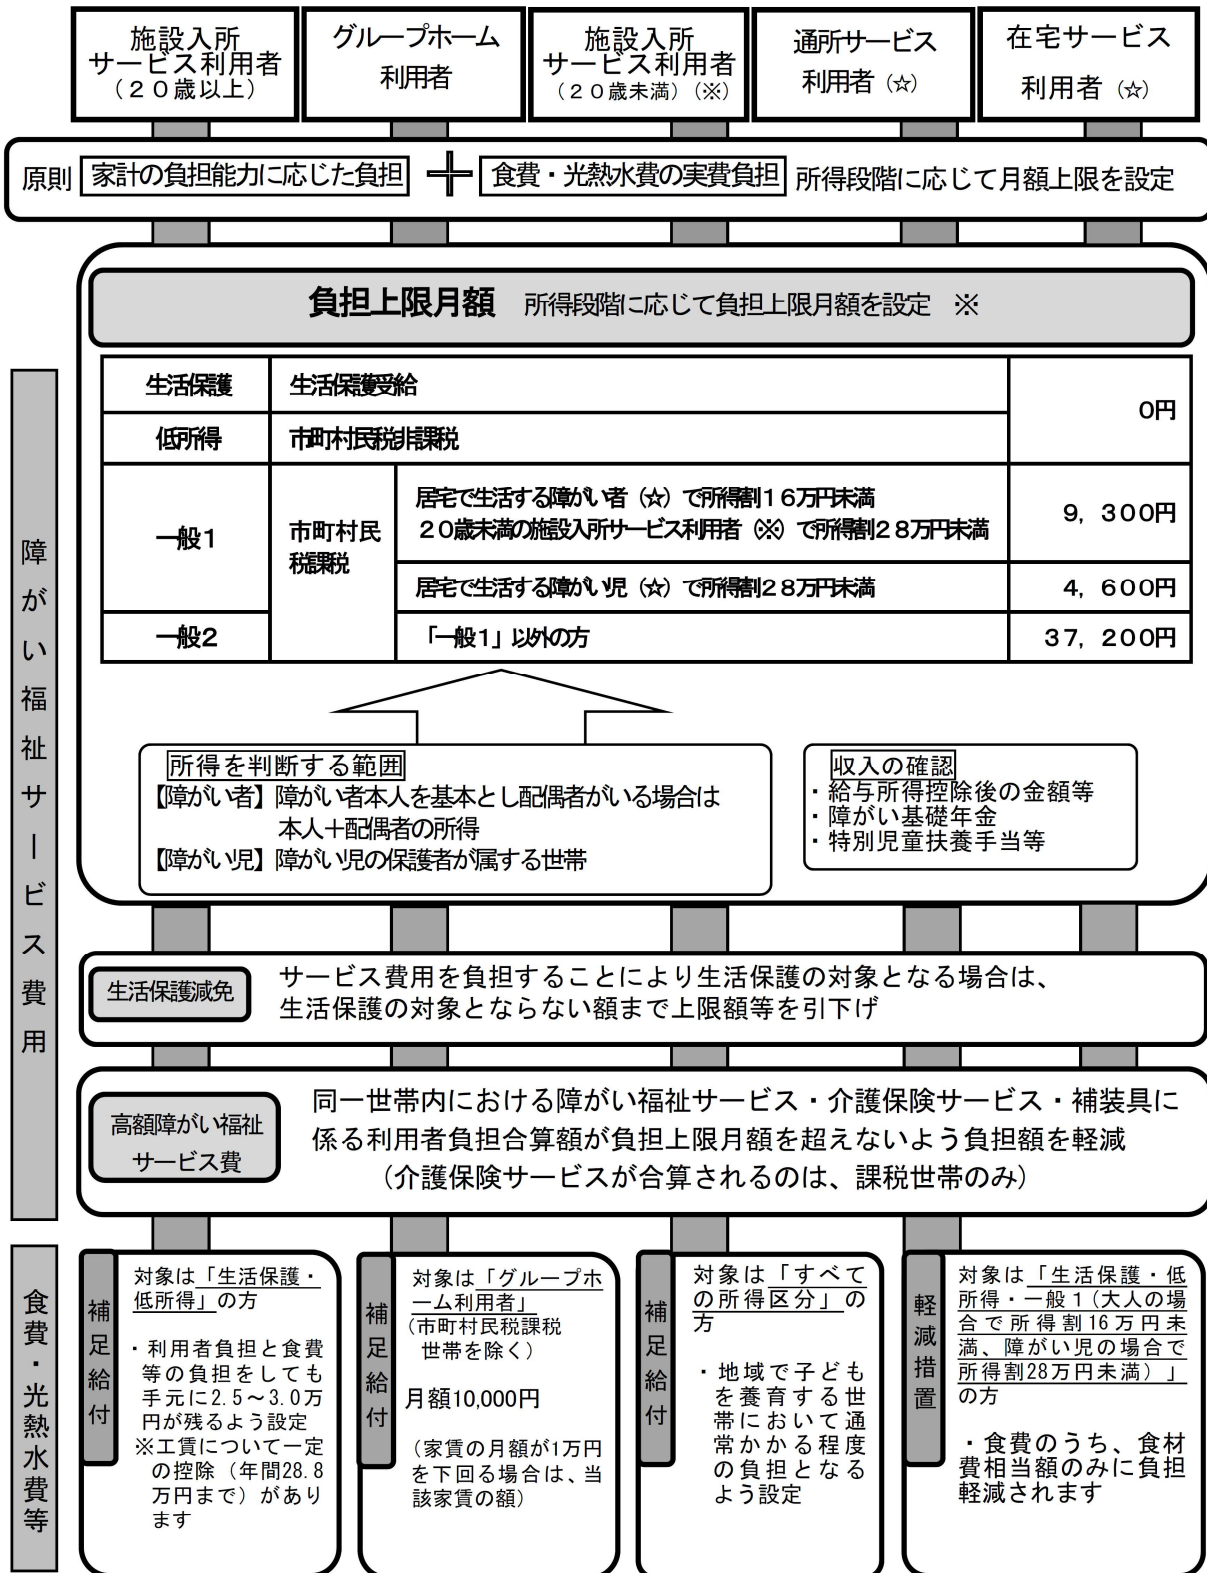 施設入所
サービス利用者
(20歳以上)
グループホーム
利用者
施設入所
サービス利用者
(20歳未満)(※)
通所サービス
利用者(☆)
在宅サービス
利用者(☆)
原則 家計の負担能力に応じた負担 + 食費・光熱水費の実費負担 所得段階に応じて月額上限を設定
障がい福祉サービス費用
負担上限月額 所得段階に応じて負担上限月額を設定 ※
生活保護 生活保護受給
0円
低所得 市町村民税非課税
一般1
市町村民
税課税
居宅で生活する障がい者(☆)で所得割16万円未満
20歳未満の施設入所サービス利用者(※)で所得割28万円未満
9,300円
居宅で生活する障がい児(☆)で所得割28万円未満
4,600円
一般2
「一般1」以外の方
37,200円
所得を判断する範囲
【障がい者】障がい者本人を基本とし配偶者がいる場合は
本人+配偶者の所得
【障がい児】障がい児の保護者が属する世帯
収入の確認
・給与所得控除後の金額等
・障がい基礎年金
・特別児童扶養手当等
生活保護減免
サービス費用を負担することにより生活保護の対象となる場合は、
生活保護の対象とならない額まで上限額等を引下げ
高額障がい福祉
サービス費
同一世帯内における障がい福祉サービス・介護保険サービス・補装具に
係る利用者負担合算額が負担上限月額を超えないよう負担額を軽減
(介護保険サービスが合算されるのは、課税世帯のみ)
食費・光熱水費等
補足給付
対象は「生活保護・
低所得」の方
・利用者負担と食費
等の負担をしても
手元に2.5~3.0万
円が残るよう設定
※工賃について一定
の控除(年間28.8
万円まで)があり
ます
補足給付
対象は「グループホ
ーム利用者」
(市町村民税課税
世帯を除く)
月額10,000円
(家賃の月額が1万円
を下回る場合は、当
該家賃の額)
補足給付
対象は「すべて
の所得区分」の
方
・地域で子ども
を養育する世
帯において通
常かかる程度
の負担となる
よう設定
軽減措置
対象は「生活保護・低
所得・一般1(大人の場
合で所得割16万円未
満、障がい児の場合で
所得割28万円未満)」
の方
・食費のうち、食材
費相当額のみに負担
軽減されます